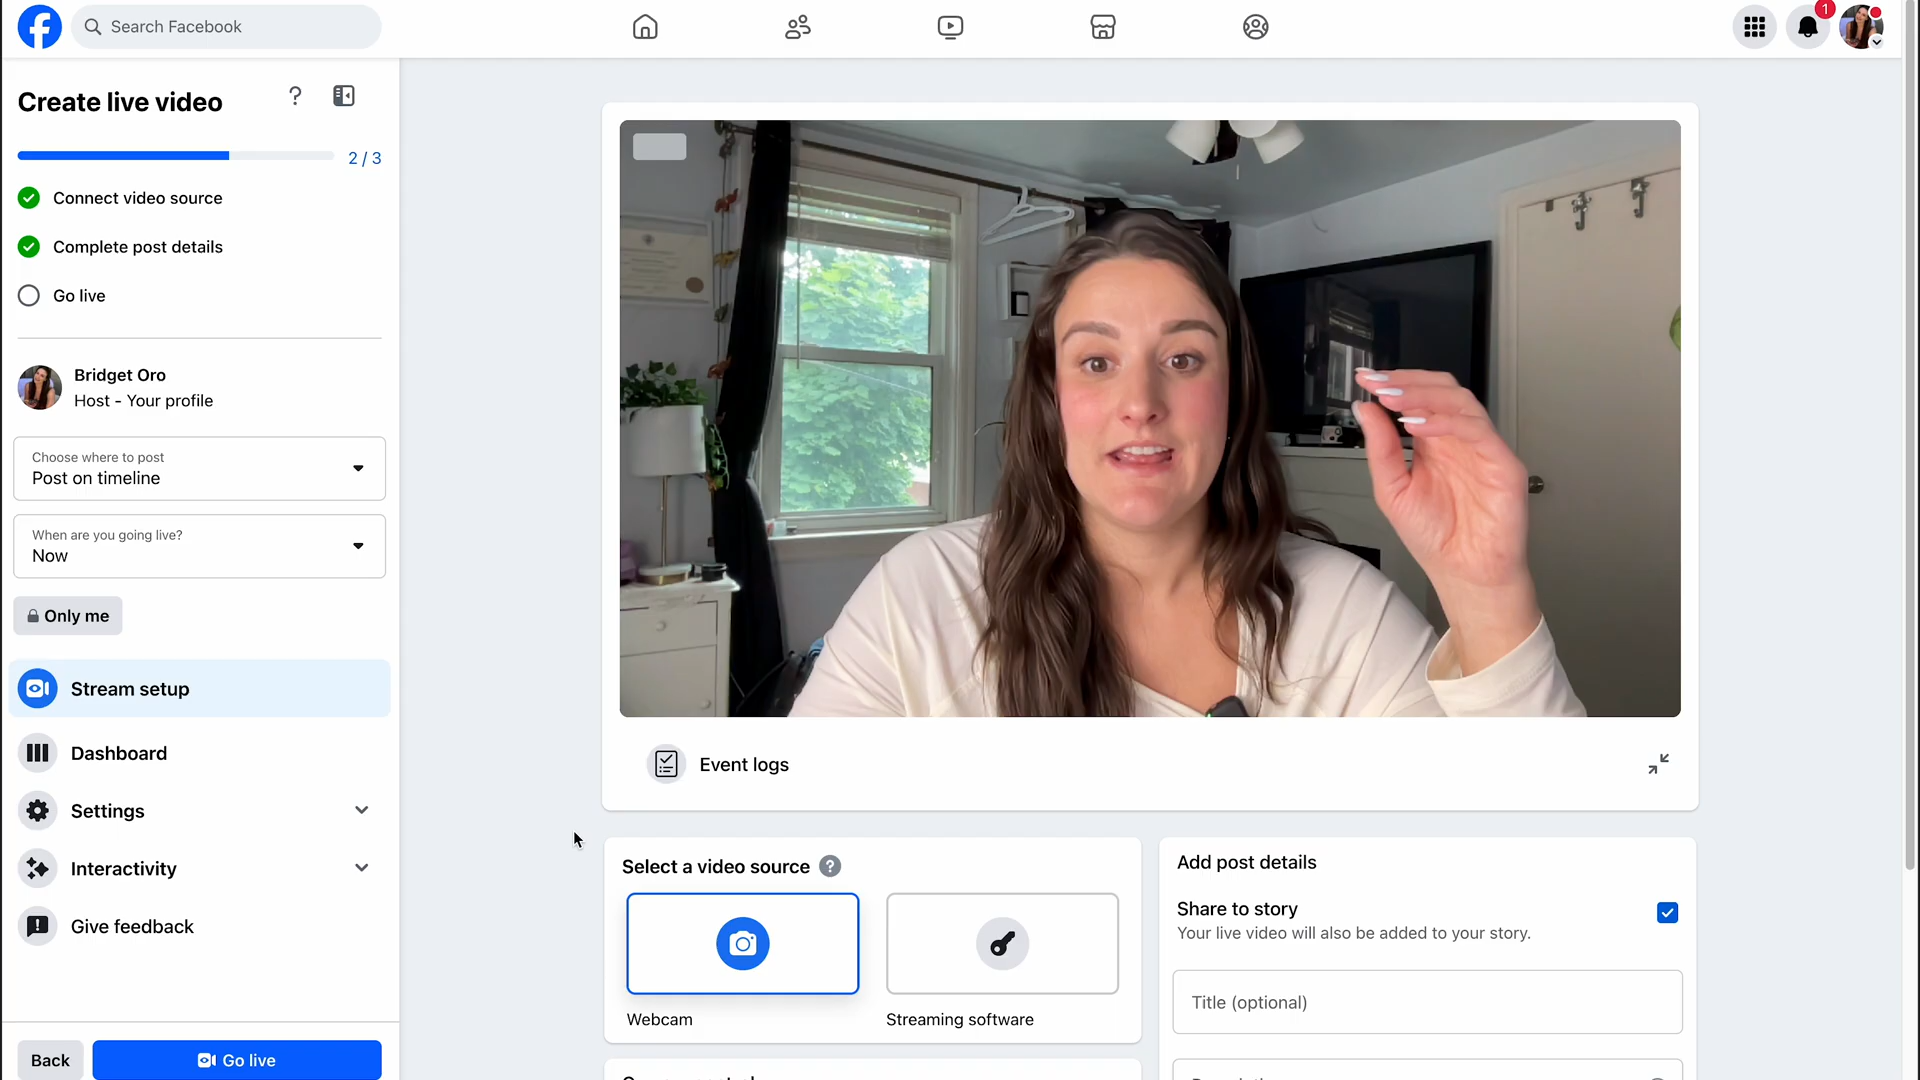 Search Facebook
1
Create live video
?
2 / 3
Connect video source
Complete post details
Go live
Bridget Oro
Host - Your profile
Choose where to post
Post on timeline
When are you going live?
Now
Only me
Stream setup
Dashboard
Settings
Interactivity
Give feedback
Back
Go live
Event logs
Select a video source ?
Webcam
Streaming software
Add post details
Share to story
Your live video will also be added to your story.
Title (optional)